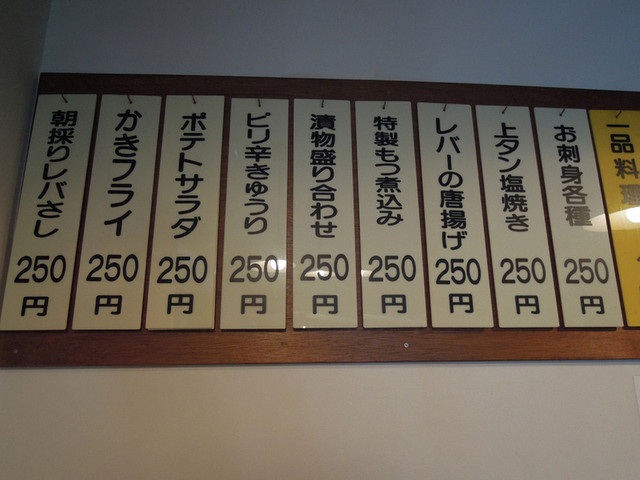 一品料理
お刺身各種
250
円
上タン塩焼き
250
円
レバーの唐揚げ
250
円
特製もつ煮込み
250
円
漬物盛り合わせ
250
円
ピリ辛きゅうり
250
円
ポテトサラダ
250
円
かきフライ
250
円
朝採りレバさし
250
円